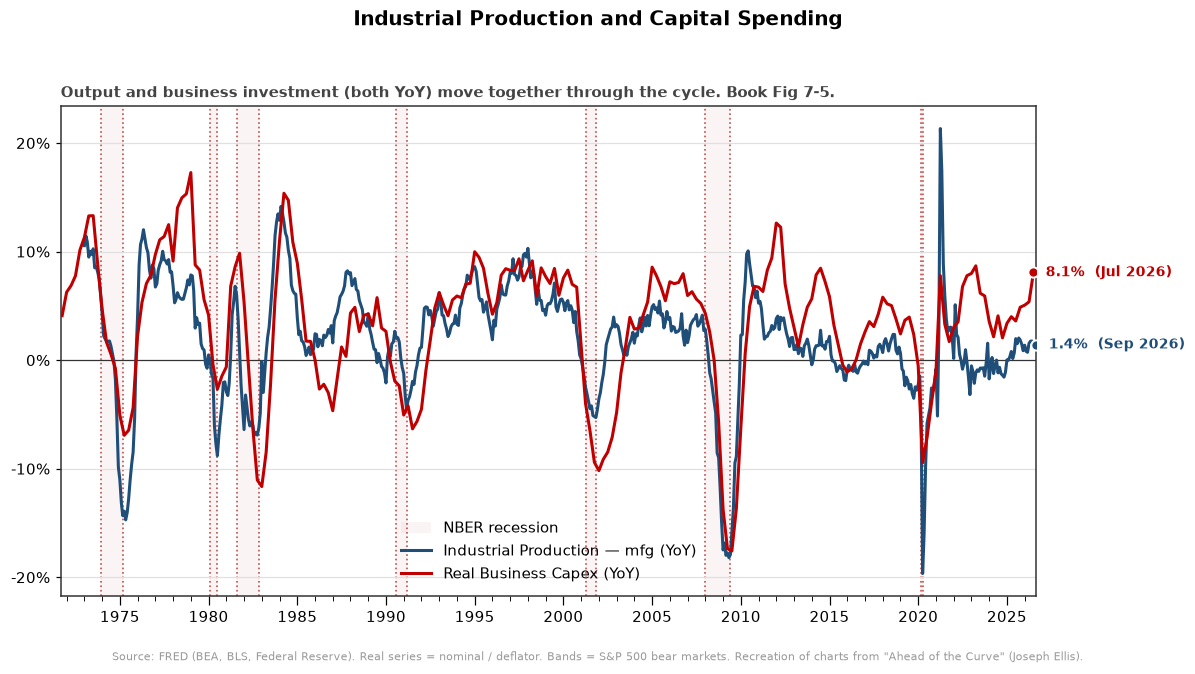 Industrial Production and Capital Spending
Output and business investment (both YoY) move together through the cycle. Book Fig 7-5.
20%
10%
0%
-10%
-20%
8.1% (Jul 2026)
1.4% (Sep 2026)
NBER recession
Industrial Production — mfg (YoY)
Real Business Capex (YoY)
1975 1980 1985 1990 1995 2000 2005 2010 2015 2020 2025
Source: FRED (BEA, BLS, Federal Reserve). Real series = nominal / deflator. Bands = S&P 500 bear markets. Recreation of charts from "Ahead of the Curve" (Joseph Ellis).